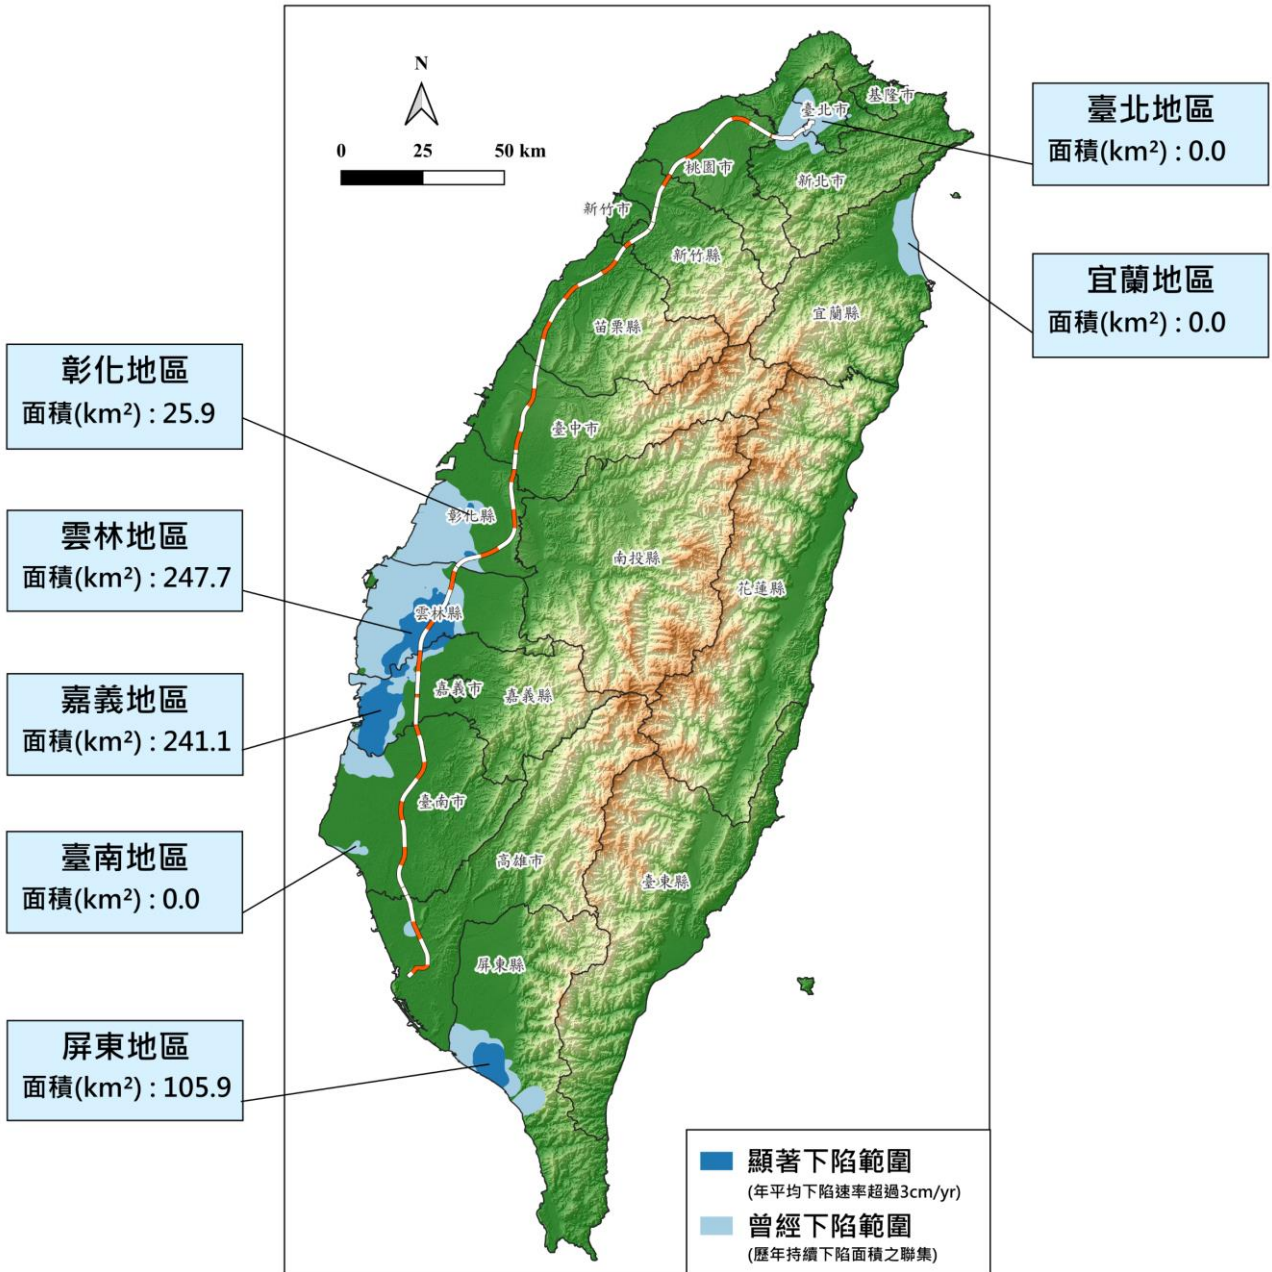 N
0 25 50 km
臺北地區
面積(km²) : 0.0
宜蘭地區
面積(km²) : 0.0
彰化地區
面積(km²) : 25.9
雲林地區
面積(km²) : 247.7
嘉義地區
面積(km²) : 241.1
臺南地區
面積(km²) : 0.0
屏東地區
面積(km²) : 105.9
基隆市
臺北市
桃園市
新北市
新竹市
新竹縣
宜蘭縣
苗栗縣
臺中市
彰化縣
南投縣
花蓮縣
雲林縣
嘉義市
嘉義縣
臺南市
高雄市
臺東縣
屏東縣
顯著下陷範圍
(年平均下陷速率超過3cm/yr)
曾經下陷範圍
(歷年持續下陷面積之聯集)